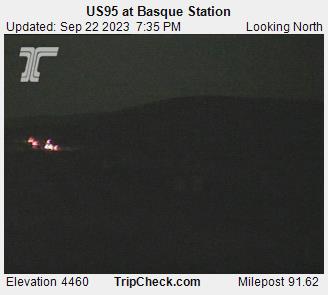 US95 at Basque Station
Updated: Sep 22 2023 7:35 PM Looking North
Elevation 4460 TripCheck.com Milepost 91.62